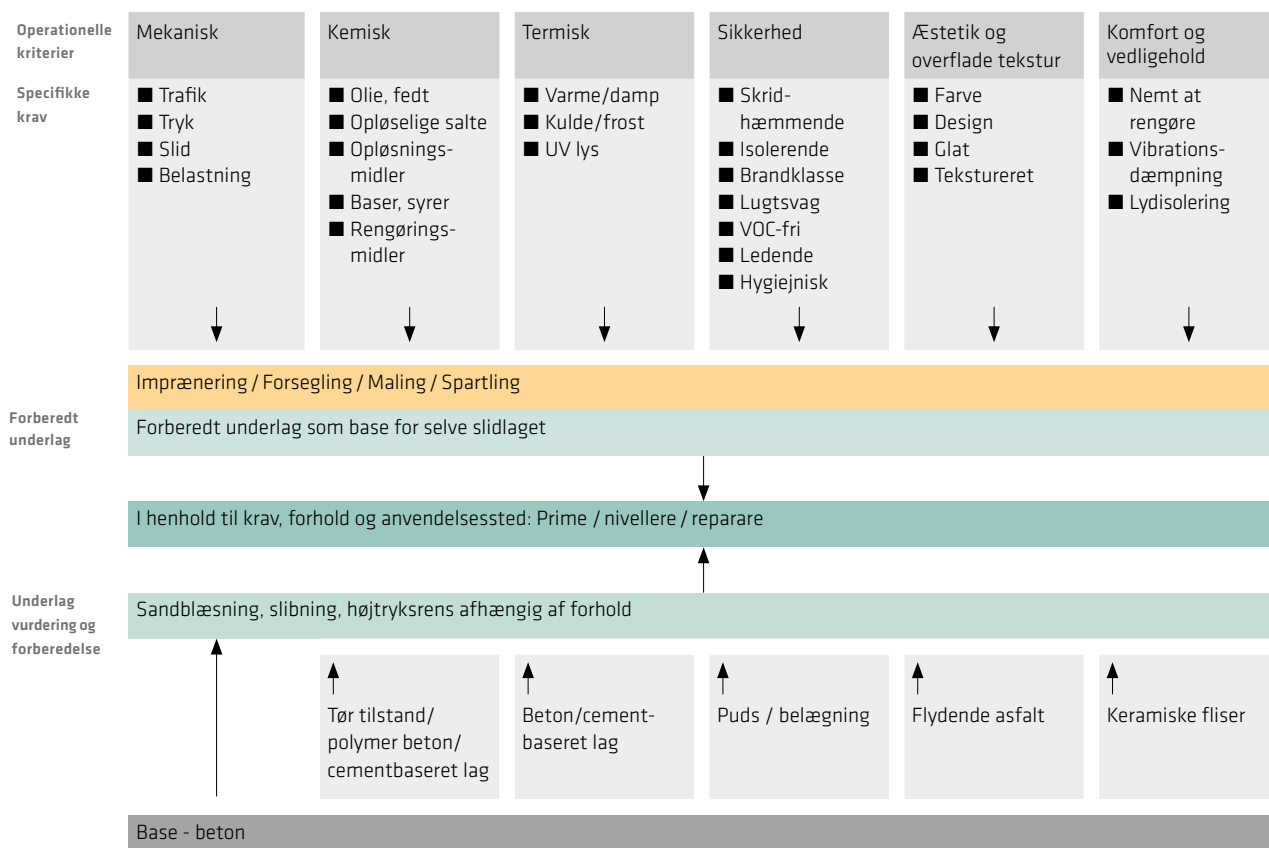 Operationelle
kriterier
Mekanisk
Kemisk
Termisk
Sikkerhed
Æstetik og
overflade tekstur
Komfort og
vedligehold
Specifikke
krav
■ Trafik
■ Tryk
■ Slid
■ Belastning
■ Olie, fedt
■ Opløselige salte
■ Opløsnings-
midler
■ Baser, syrer
■ Rengørings-
midler
■ Varme/damp
■ Kulde/frost
■ UV lys
■ Skrid-
hæmmende
■ Isolerende
■ Brandklasse
■ Lugtsvag
■ VOC-fri
■ Ledende
■ Hygiejnisk
■ Farve
■ Design
■ Glat
■ Tekstureret
■ Nemt at
rengøre
■ Vibrations-
dæmpning
■ Lydisolering
Imprænering / Forsegling / Maling / Spartling
Forberedt
underlag
Forberedt underlag som base for selve slidlaget
I henhold til krav, forhold og anvendelsessted: Prime / nivellere / reparare
Underlag
vurdering og
forberedelse
Sandblæsning, slibning, højtryksrens afhængig af forhold
Tør tilstand/
polymer beton/
cementbaseret lag
Beton/cement-
baseret lag
Puds / belægning
Flydende asfalt
Keramiske fliser
Base - beton